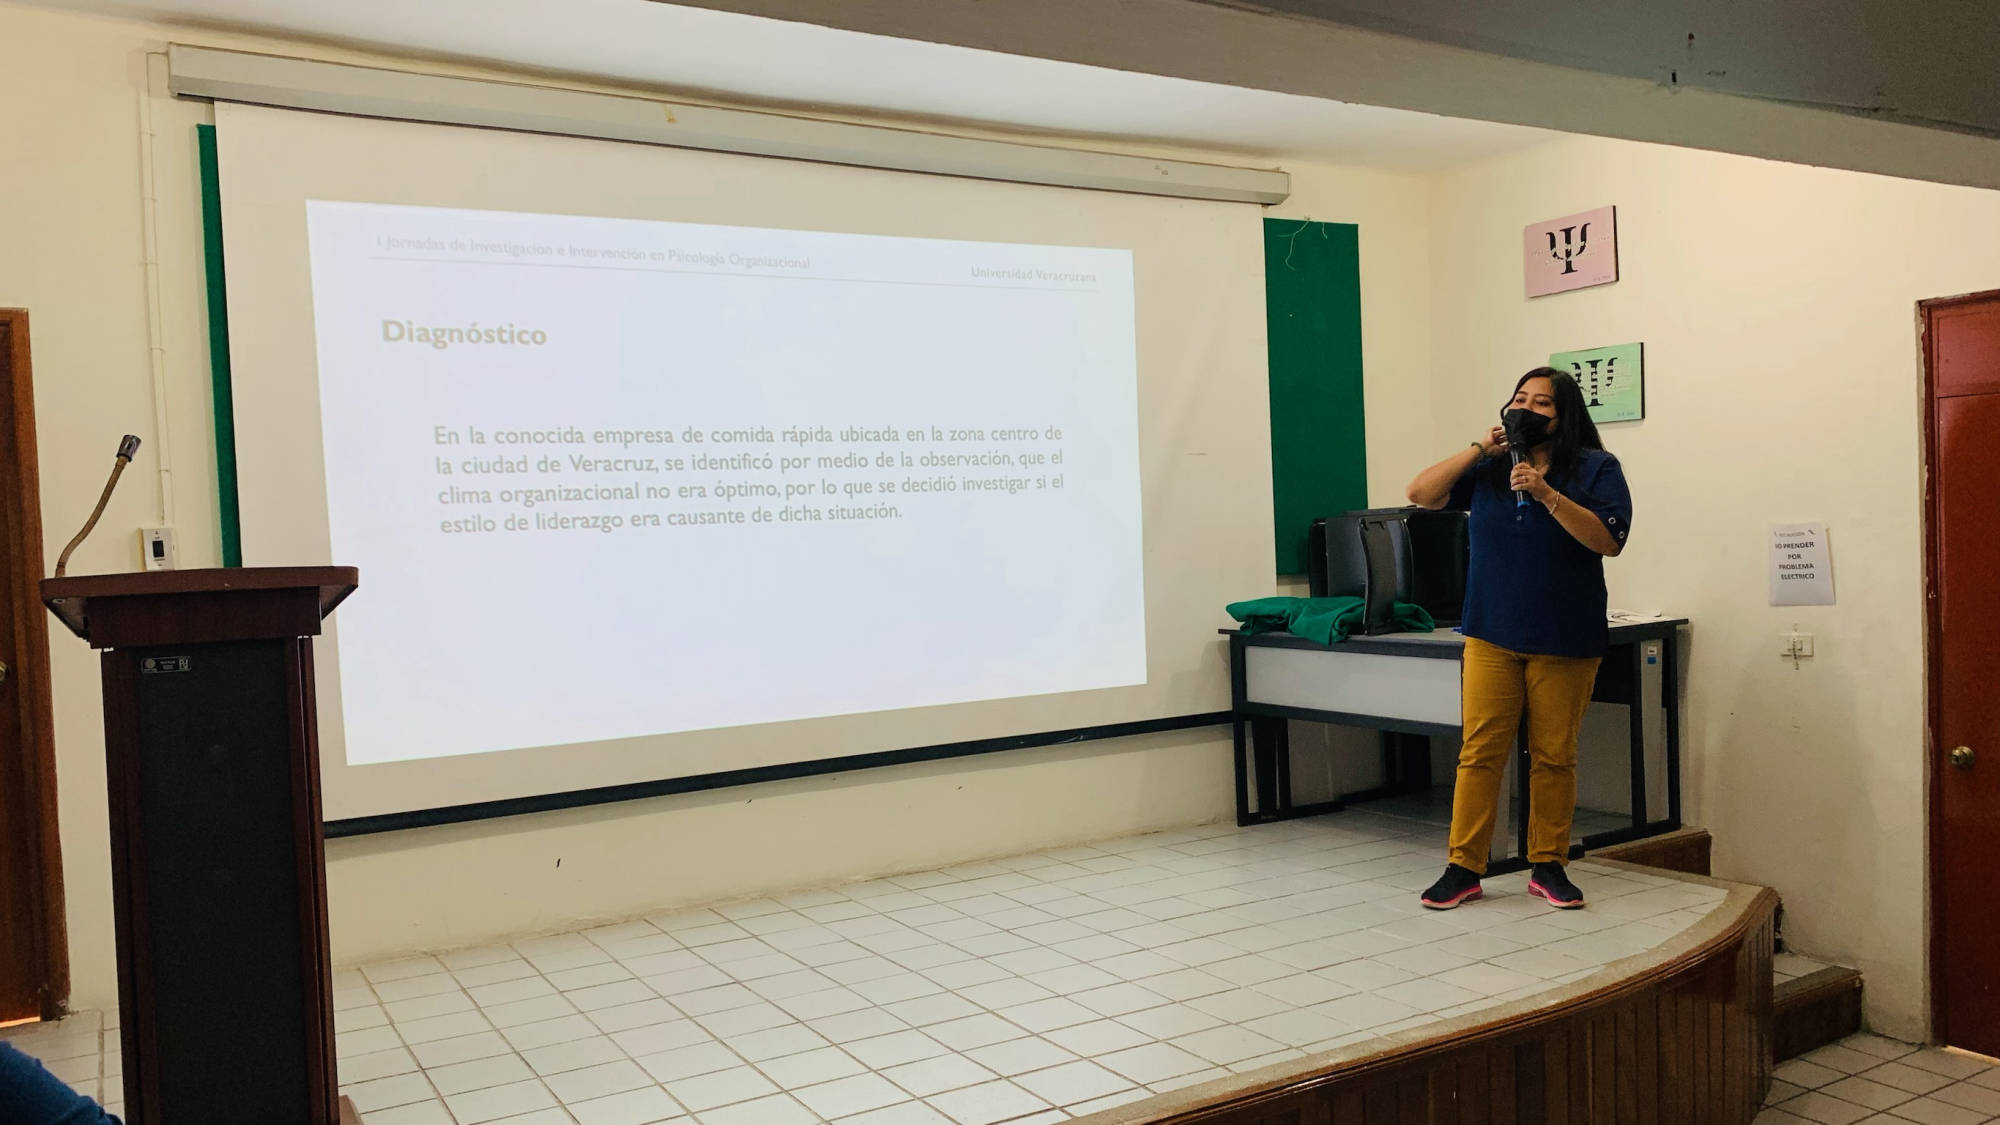 I Jornadas de Investigación e Intervención en Psicología Organizacional
Universidad Veracruzana
Diagnóstico
En la conocida empresa de comida rápida ubicada en la zona centro de
la ciudad de Veracruz, se identificó por medio de la observación, que el
clima organizacional no era óptimo, por lo que se decidió investigar si el
estilo de liderazgo era causante de dicha situación.
PRENDER
POR
PROBLEMA
ELECTRICO